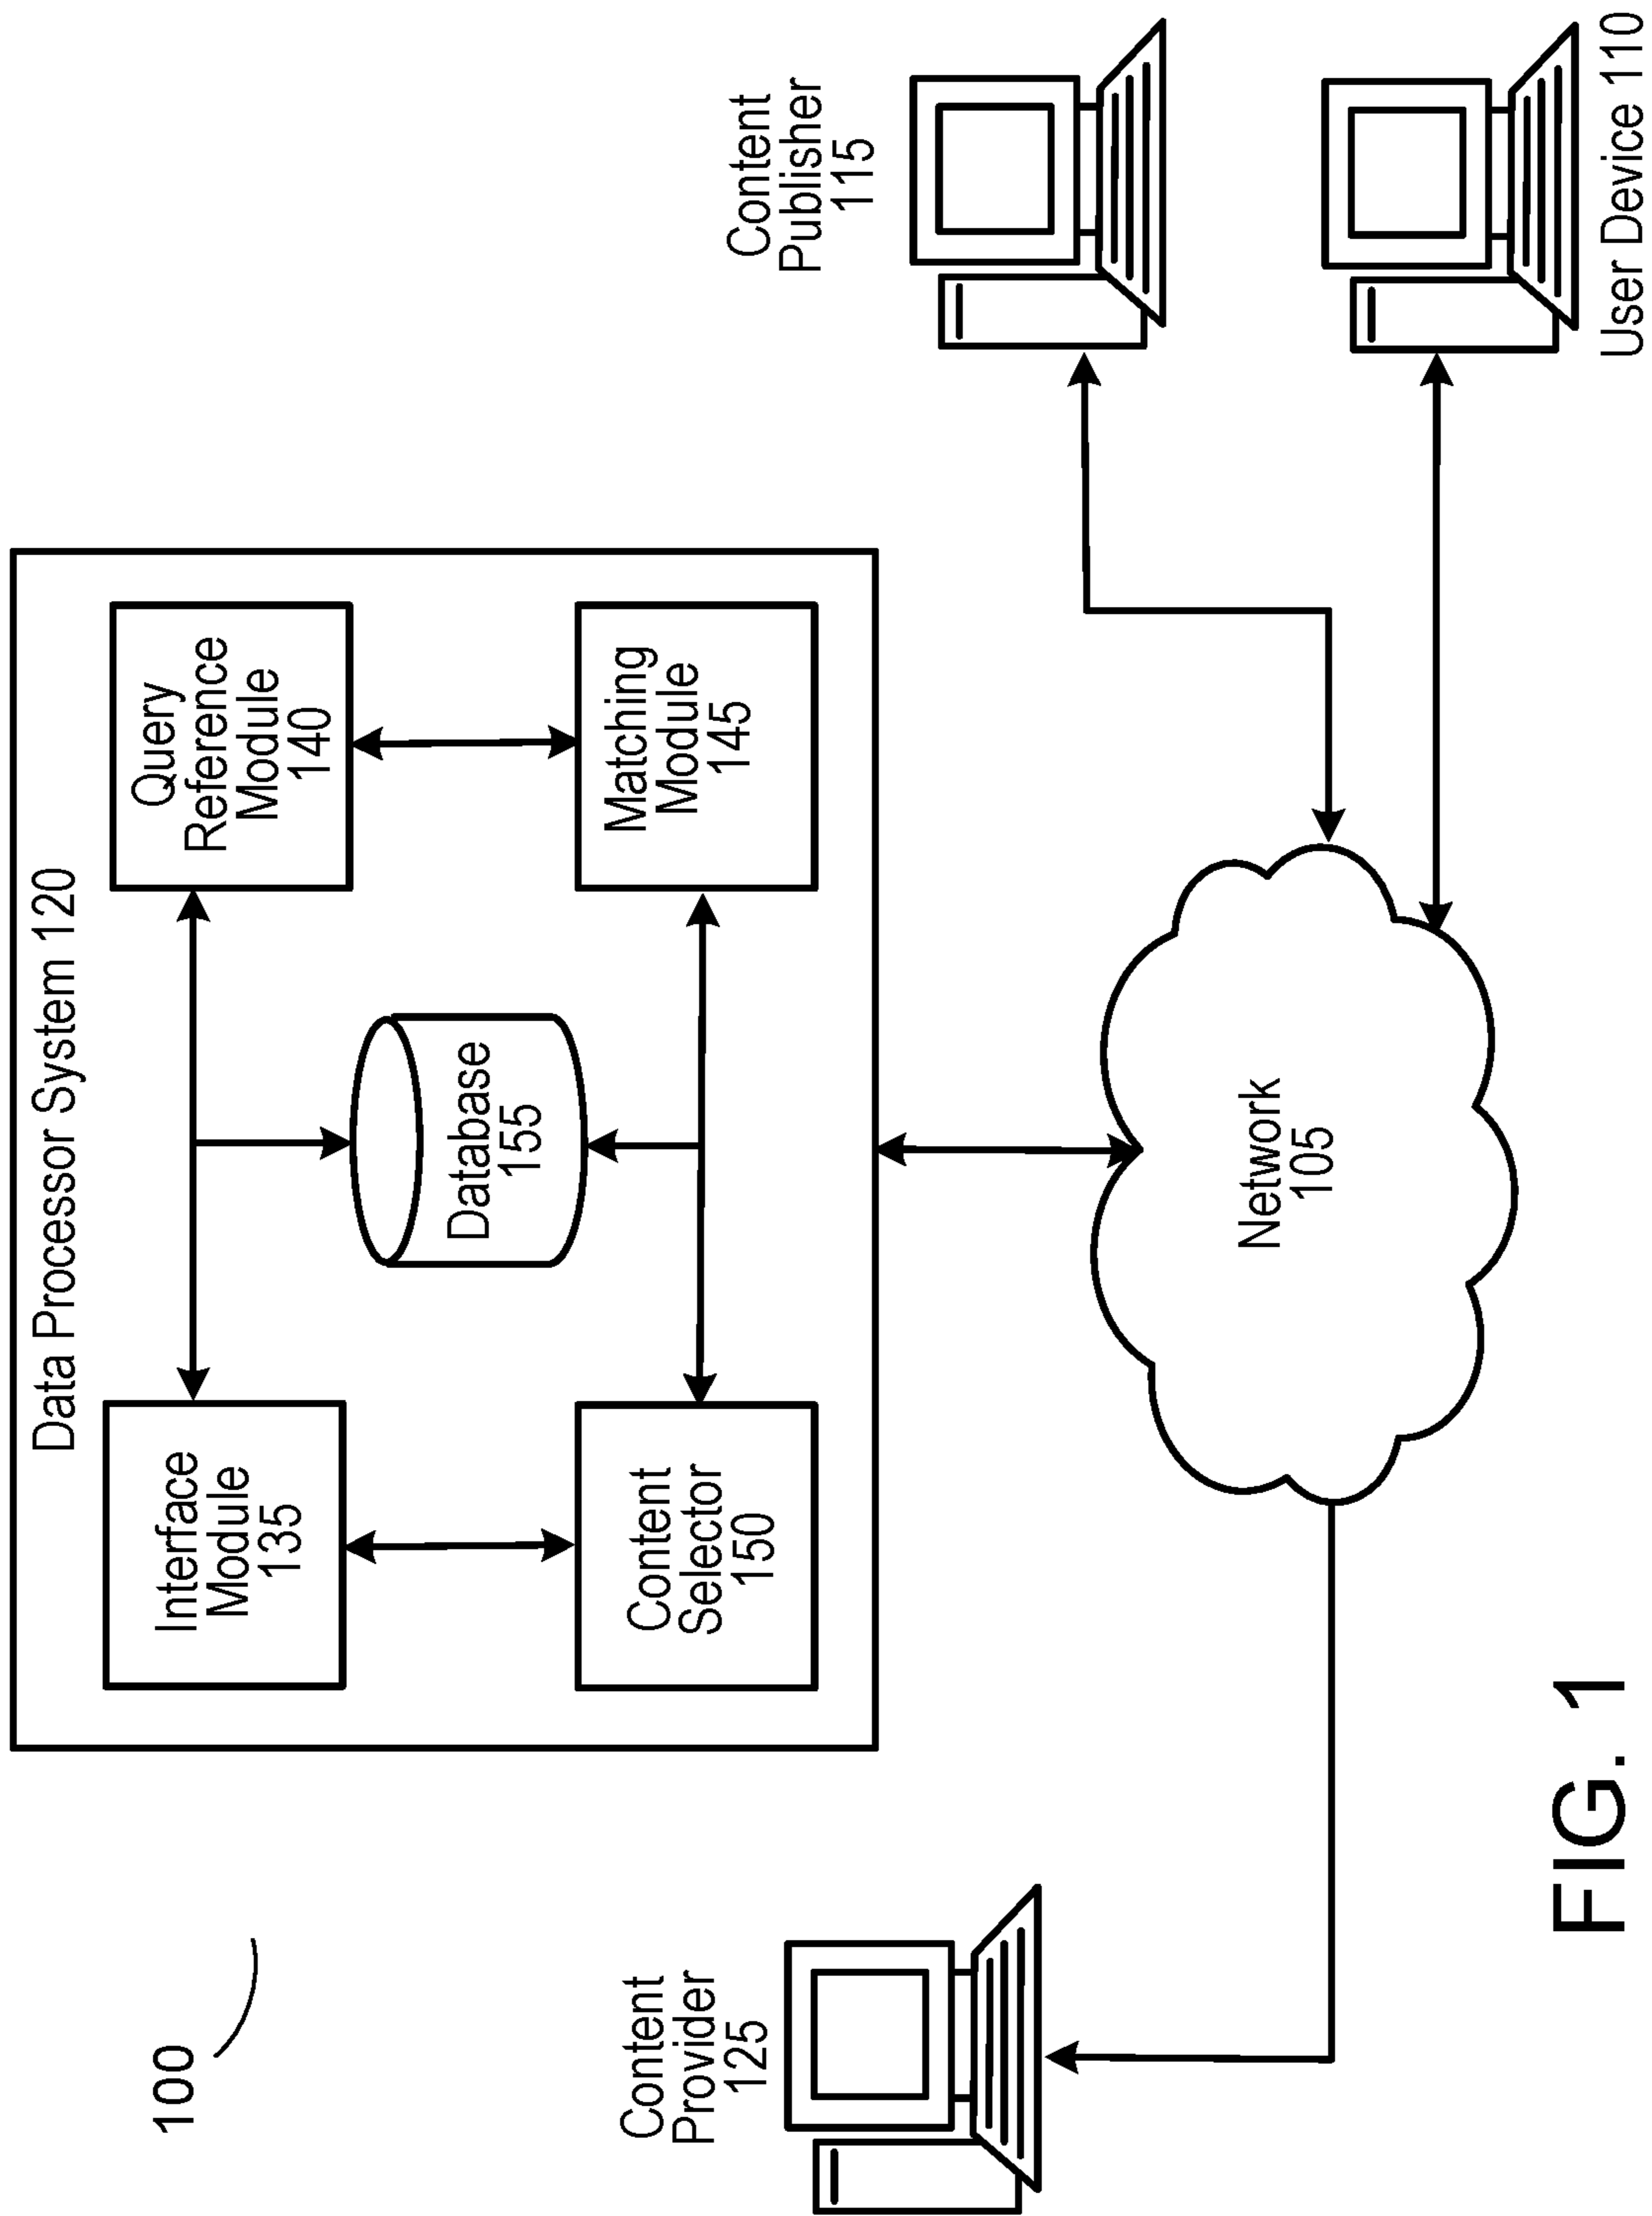 100
Data Processor System 120
Interface
Module
135
Query
Reference
Module
140
Database
155
Content
Selector
150
Matching
Module
145
Content
Provider
125
Content
Publisher
115
Network
105
User Device 110
FIG. 1